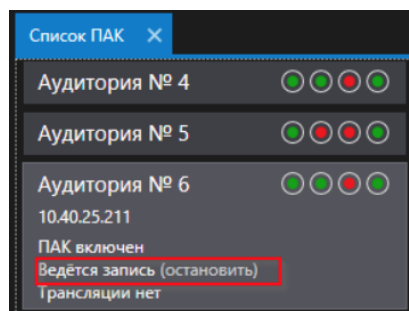 Список ПАК
Аудитория № 4
Аудитория № 5
Аудитория № 6
10.40.25.211
ПАК включен
Ведётся запись (остановить)
Трансляции нет